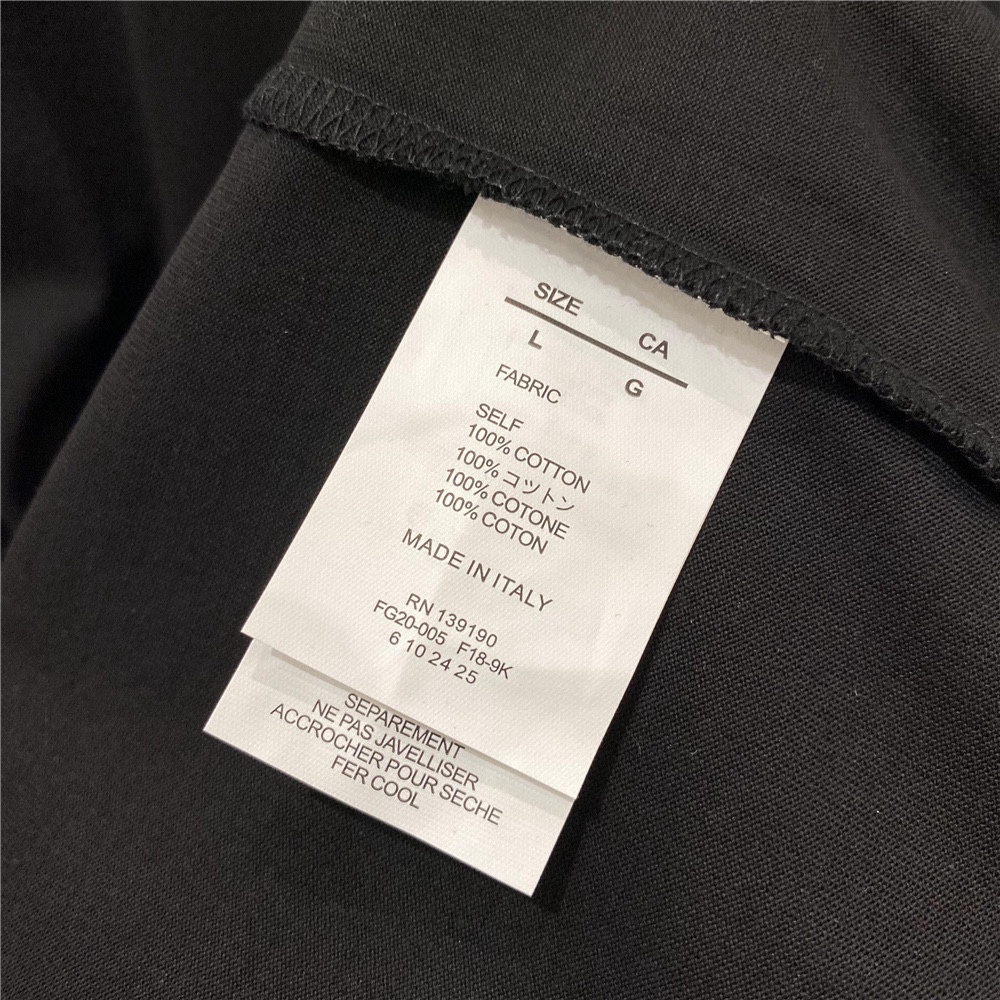 SIZE CA
L G
FABRIC
SELF
100% COTTON
100% コツトン
100% COTONE
100% COTON
MADE IN ITALY
RN 139190
FG20-005 F18-9K
6 10 24 25
SEPAREMENT
NE PAS JAVELLISER
ACCROCHER POUR SECHE
FER COOL